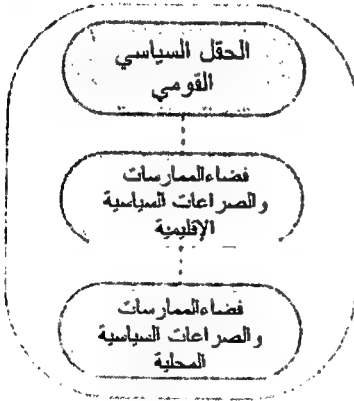 الحقل السياسي
القومي
فضاءالممارسات
والصراعات السياسية
الإقليمية
فضاءالممارسات
والصراعات السياسية
المحلية